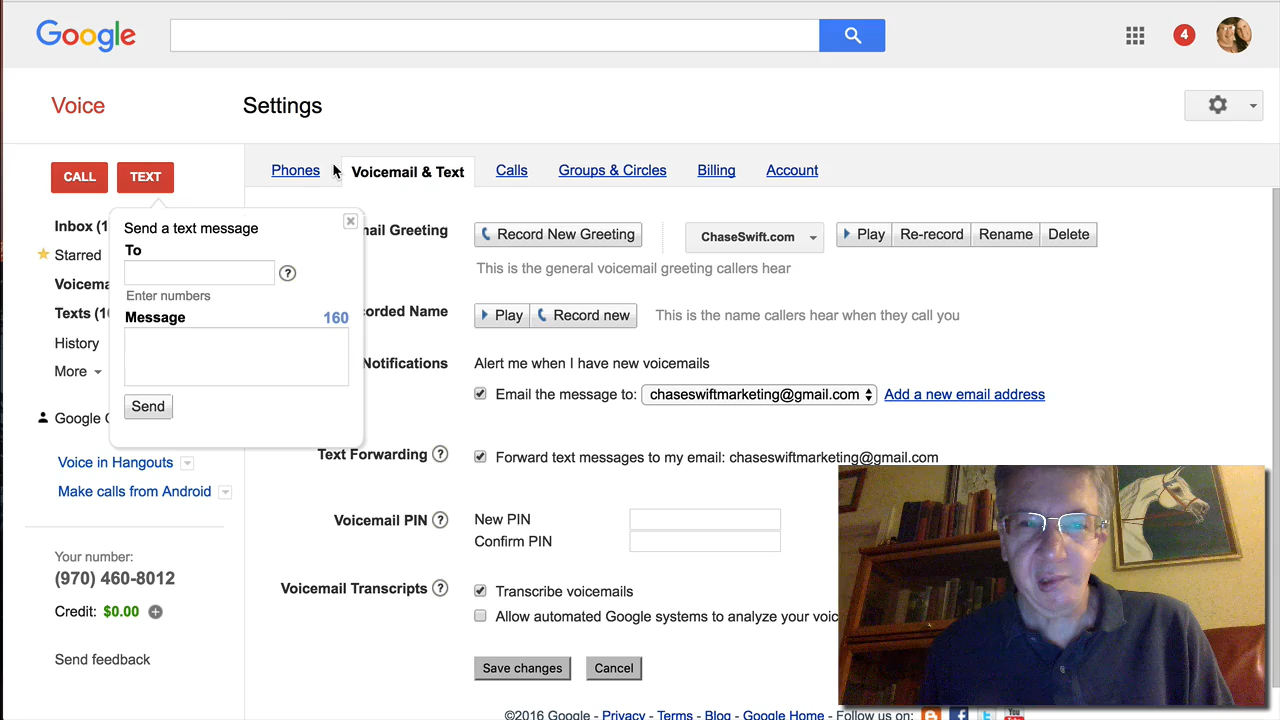 Google
4
Voice
Settings
CALL
TEXT
Phones
Voicemail & Text
Calls
Groups & Circles
Billing
Account
Inbox (1
Starred
Voicema
Texts (1
History
More
Google
Voice in Hangouts
Make calls from Android
Your number:
(970) 460-8012
Credit: $0.00
Send feedback
Send a text message
To
?
Enter numbers
Message 160
Send
mail Greeting
Record New Greeting
ChaseSwift.com
Play
Re-record
Rename
Delete
This is the general voicemail greeting callers hear
orded Name
Play
Record new
This is the name callers hear when they call you
Notifications
Alert me when I have new voicemails
Email the message to: chaseswiftmarketing@gmail.com Add a new email address
Text Forwarding ?
Forward text messages to my email: chaseswiftmarketing@gmail.com
Voicemail PIN ?
New PIN
Confirm PIN
Voicemail Transcripts ?
Transcribe voicemails
Allow automated Google systems to analyze your voic
Save changes
Cancel
©2016 Google - Privacy - Terms - Blog - Google Home - Follow us on:
You